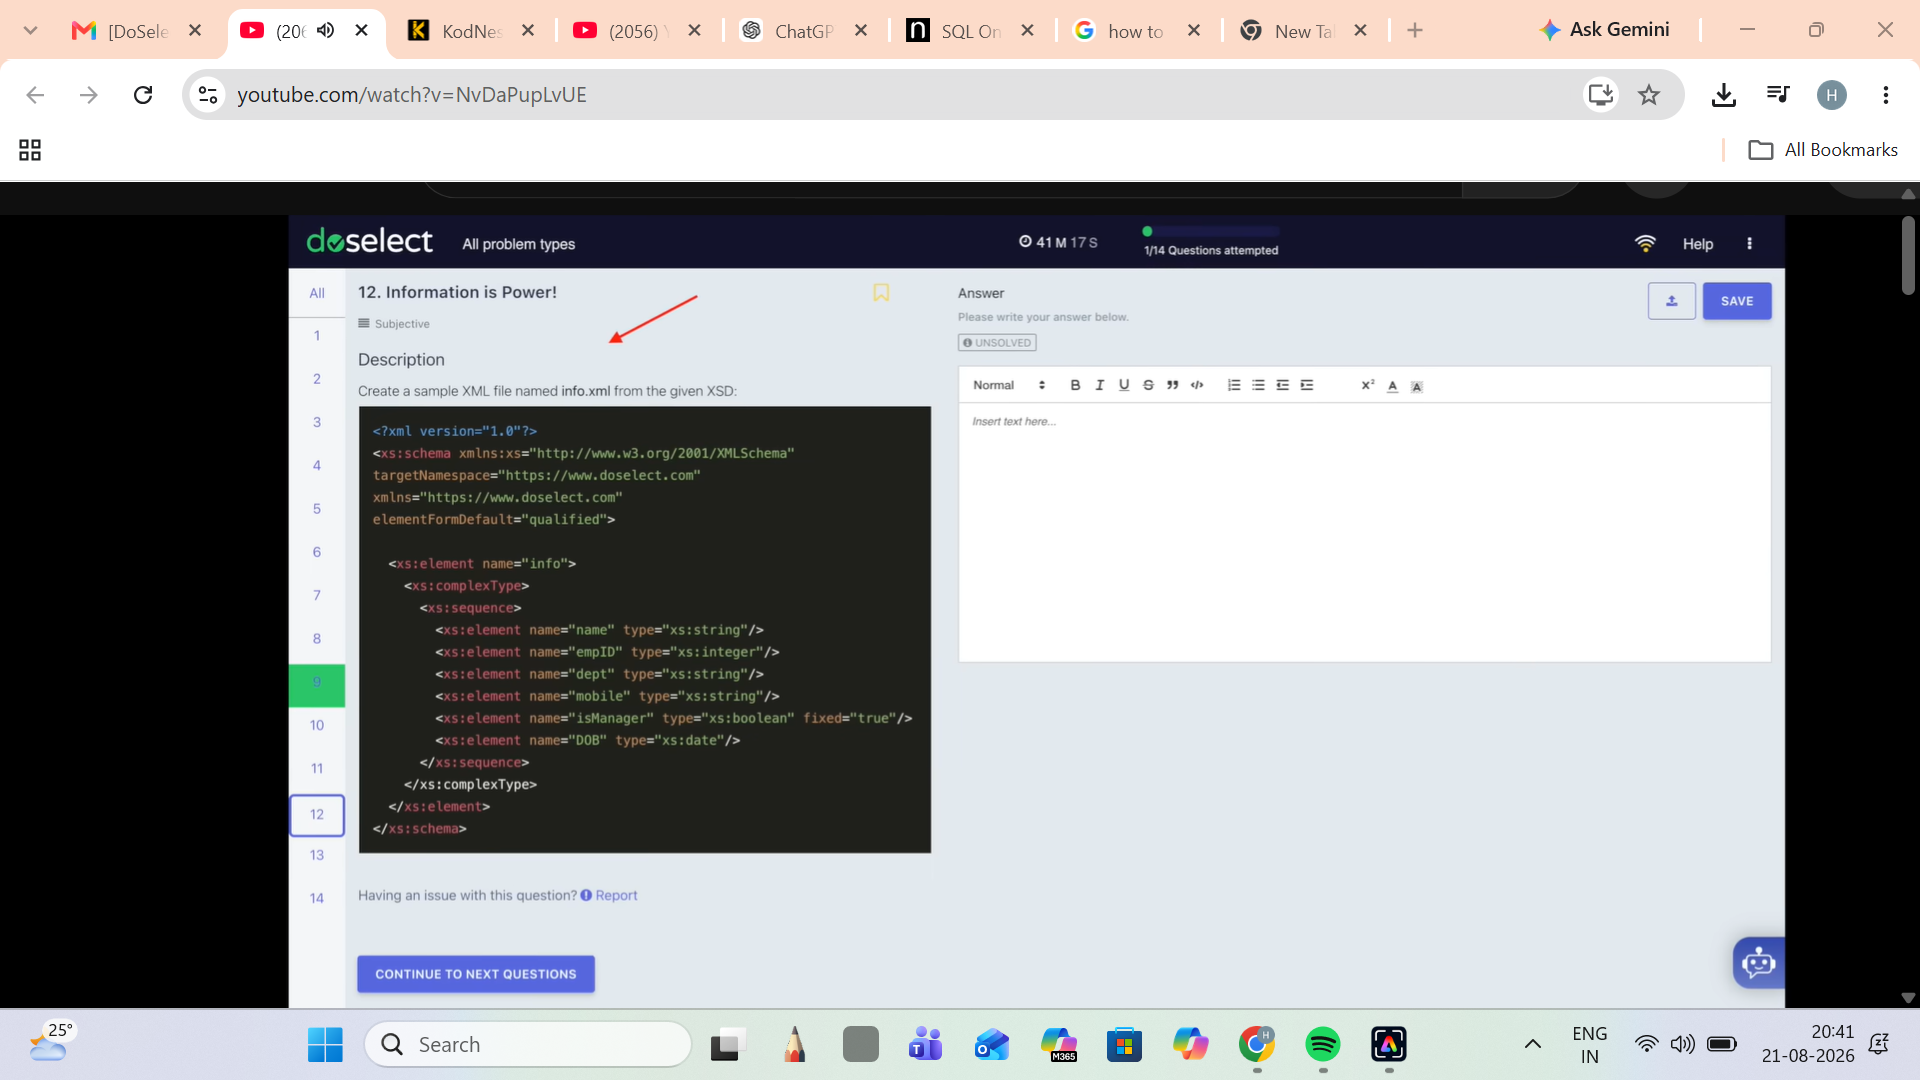 [DoSele
(206
KodNes
(2056) Y
ChatGP
SQL On
how to
New Ta
Ask Gemini
youtube.com/watch?v=NvDaPupLvUE
H
All Bookmarks
doselect
All problem types
41 M 17 S
1/14 Questions attempted
Help
All
1
2
3
4
5
6
7
8
9
10
11
12
13
14
12. Information is Power!
Subjective
Description
Create a sample XML file named info.xml from the given XSD:
<?xml version="1.0"?>
<xs:schema xmlns:xs="http://www.w3.org/2001/XMLSchema"
targetNamespace="https://www.doselect.com"
xmlns="https://www.doselect.com"
elementFormDefault="qualified">
<xs:element name="info">
<xs:complexType>
<xs:sequence>
<xs:element name="name" type="xs:string"/>
<xs:element name="empID" type="xs:integer"/>
<xs:element name="dept" type="xs:string"/>
<xs:element name="mobile" type="xs:string"/>
<xs:element name="isManager" type="xs:boolean" fixed="true"/>
<xs:element name="DOB" type="xs:date"/>
</xs:sequence>
</xs:complexType>
</xs:element>
</xs:schema>
Having an issue with this question? Report
CONTINUE TO NEXT QUESTIONS
Answer
Please write your answer below.
UNSOLVED
SAVE
Normal
B I U S
X²
A
A
Insert text here...
25°
Search
M365
H
ENG
IN
20:41
21-08-2026